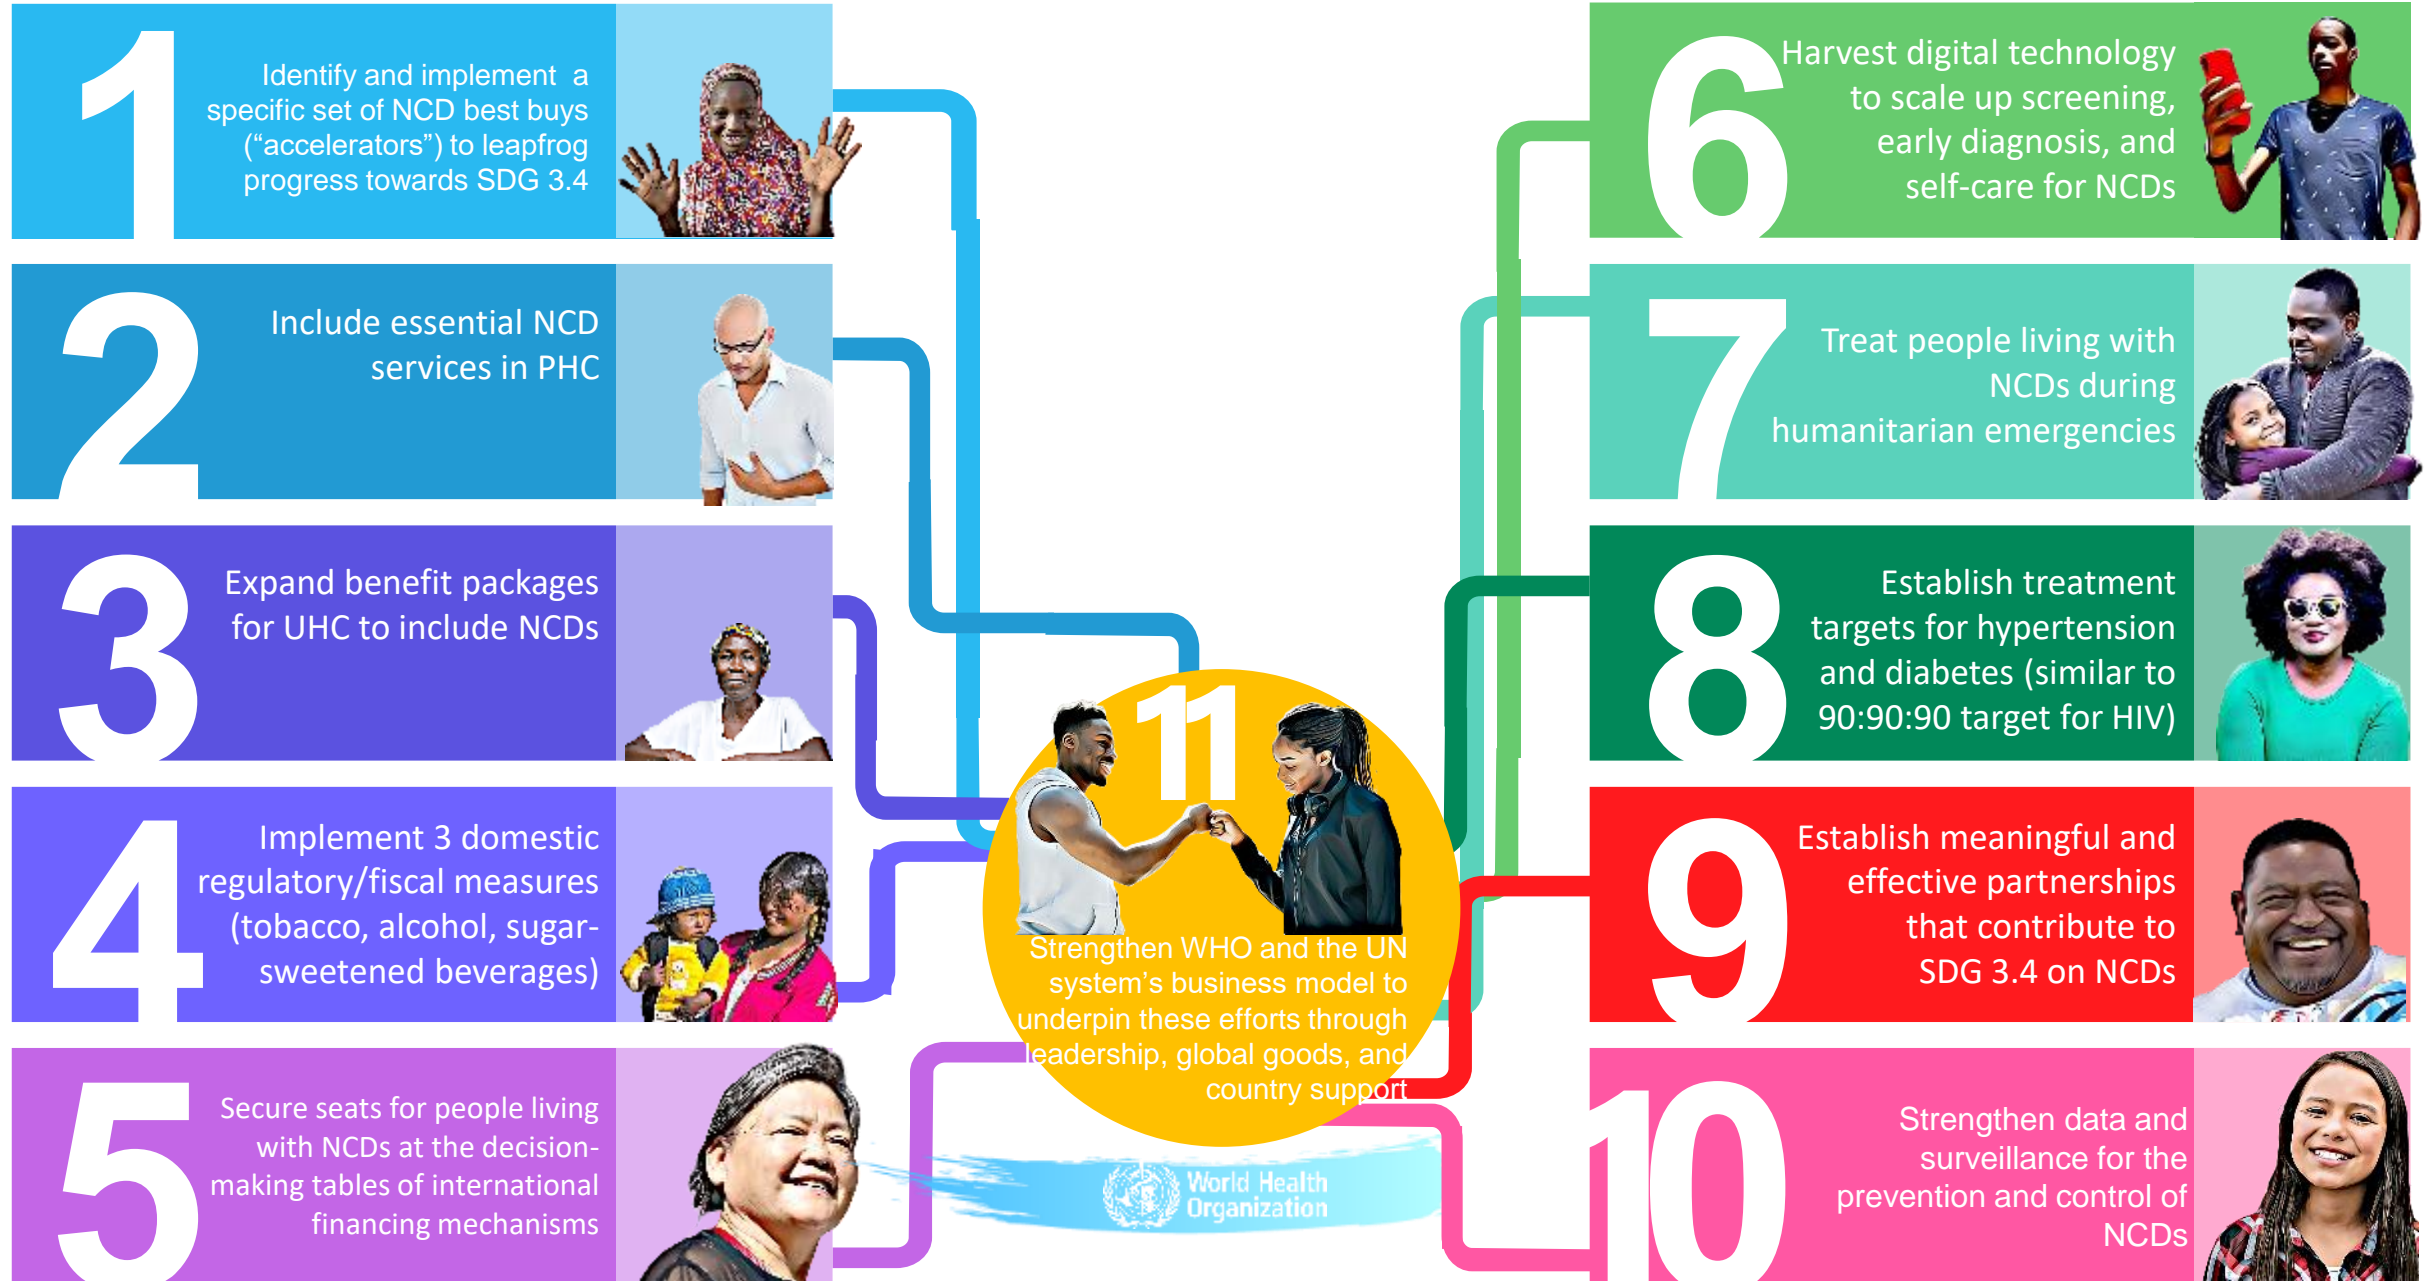 1
Identify and implement a
specific set of NCD best buys
(“accelerators”) to leapfrog
progress towards SDG 3.4
2
Include essential NCD
services in PHC
3
Expand benefit packages
for UHC to include NCDs
4
Implement 3 domestic
regulatory/fiscal measures
(tobacco, alcohol, sugar-
sweetened beverages)
5
Secure seats for people living
with NCDs at the decision-
making tables of international
financing mechanisms
6
Harvest digital technology
to scale up screening,
early diagnosis, and
self-care for NCDs
7
Treat people living with
NCDs during
humanitarian emergencies
8
Establish treatment
targets for hypertension
and diabetes (similar to
90:90:90 target for HIV)
9
Establish meaningful and
effective partnerships
that contribute to
SDG 3.4 on NCDs
10
Strengthen data and
surveillance for the
prevention and control of
NCDs
11
Strengthen WHO and the UN
system’s business model to
underpin these efforts through
leadership, global goods, and
country support
World Health
Organization